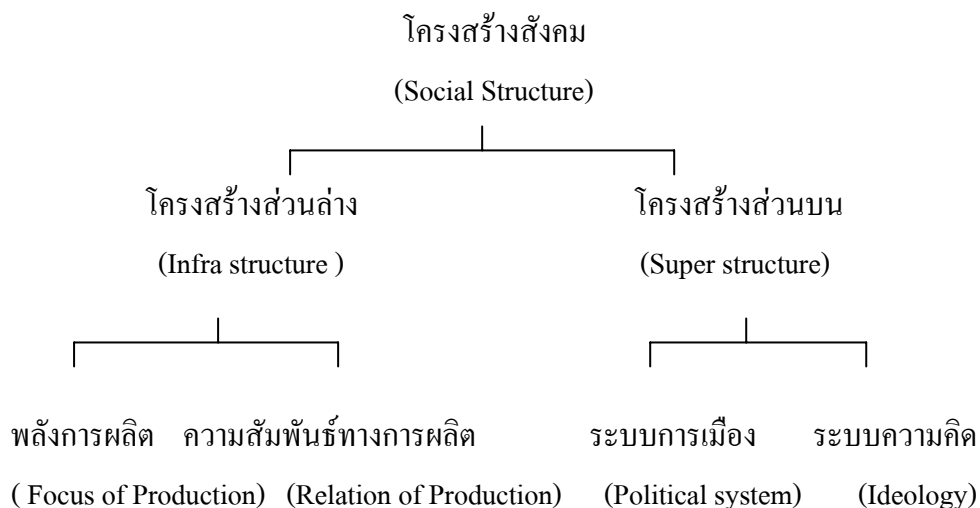 โครงสร้างสังคม
(Social Structure)
โครงสร้างส่วนล่าง โครงสร้างส่วนบน
(Infra structure ) (Super structure)
พลังการผลิต ความสัมพันธ์ทางการผลิต ระบบการเมือง ระบบความคิด
( Focus of Production) (Relation of Production) (Political system) (Ideology)